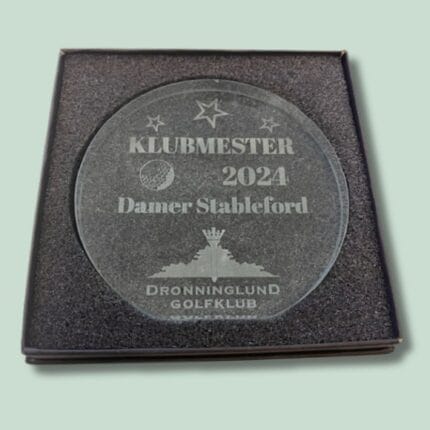 KLUBMESTER
2024
Damer Stableford
DRONNINGLUND
GOLFKLUB